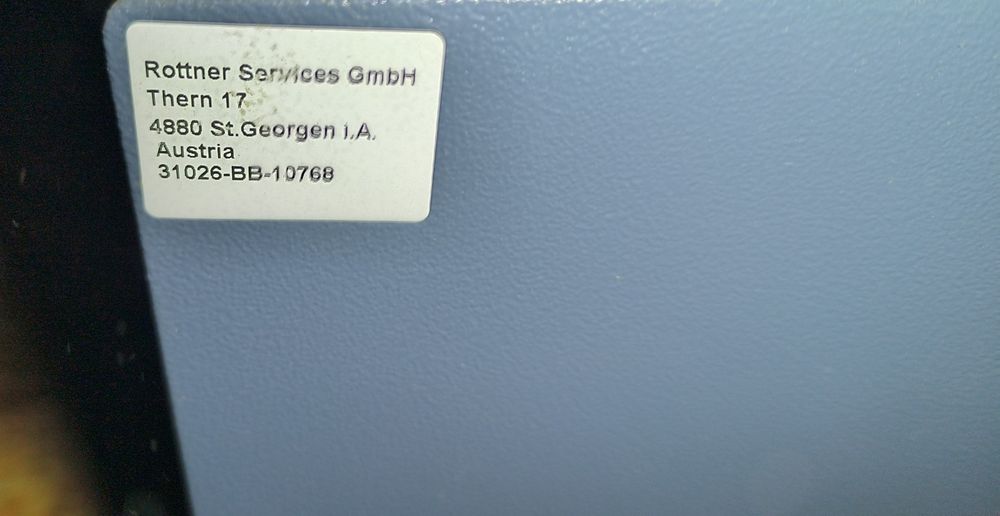 Rottner Services GmbH
Thern 17
4880 St.Georgen i.A.
Austria
31026-BB-10768